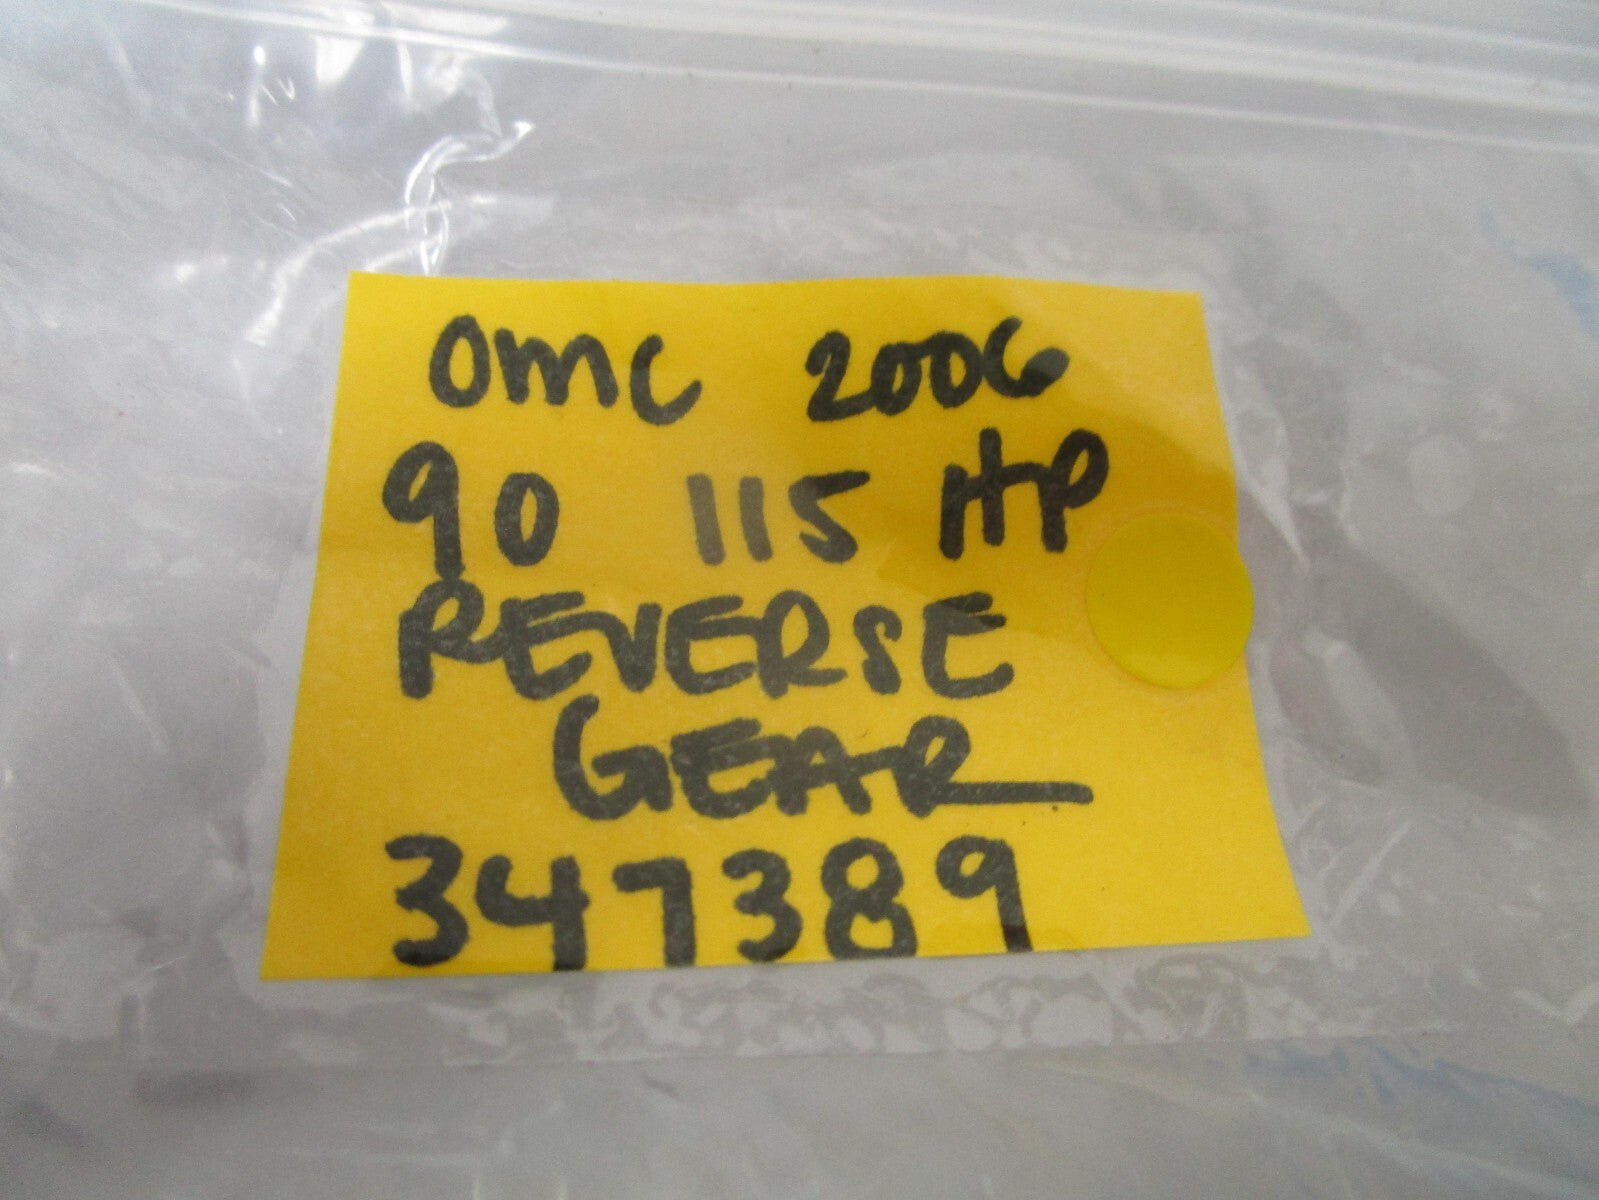 OMC 2006
90 115 HP
REVERSE
GEAR
347389